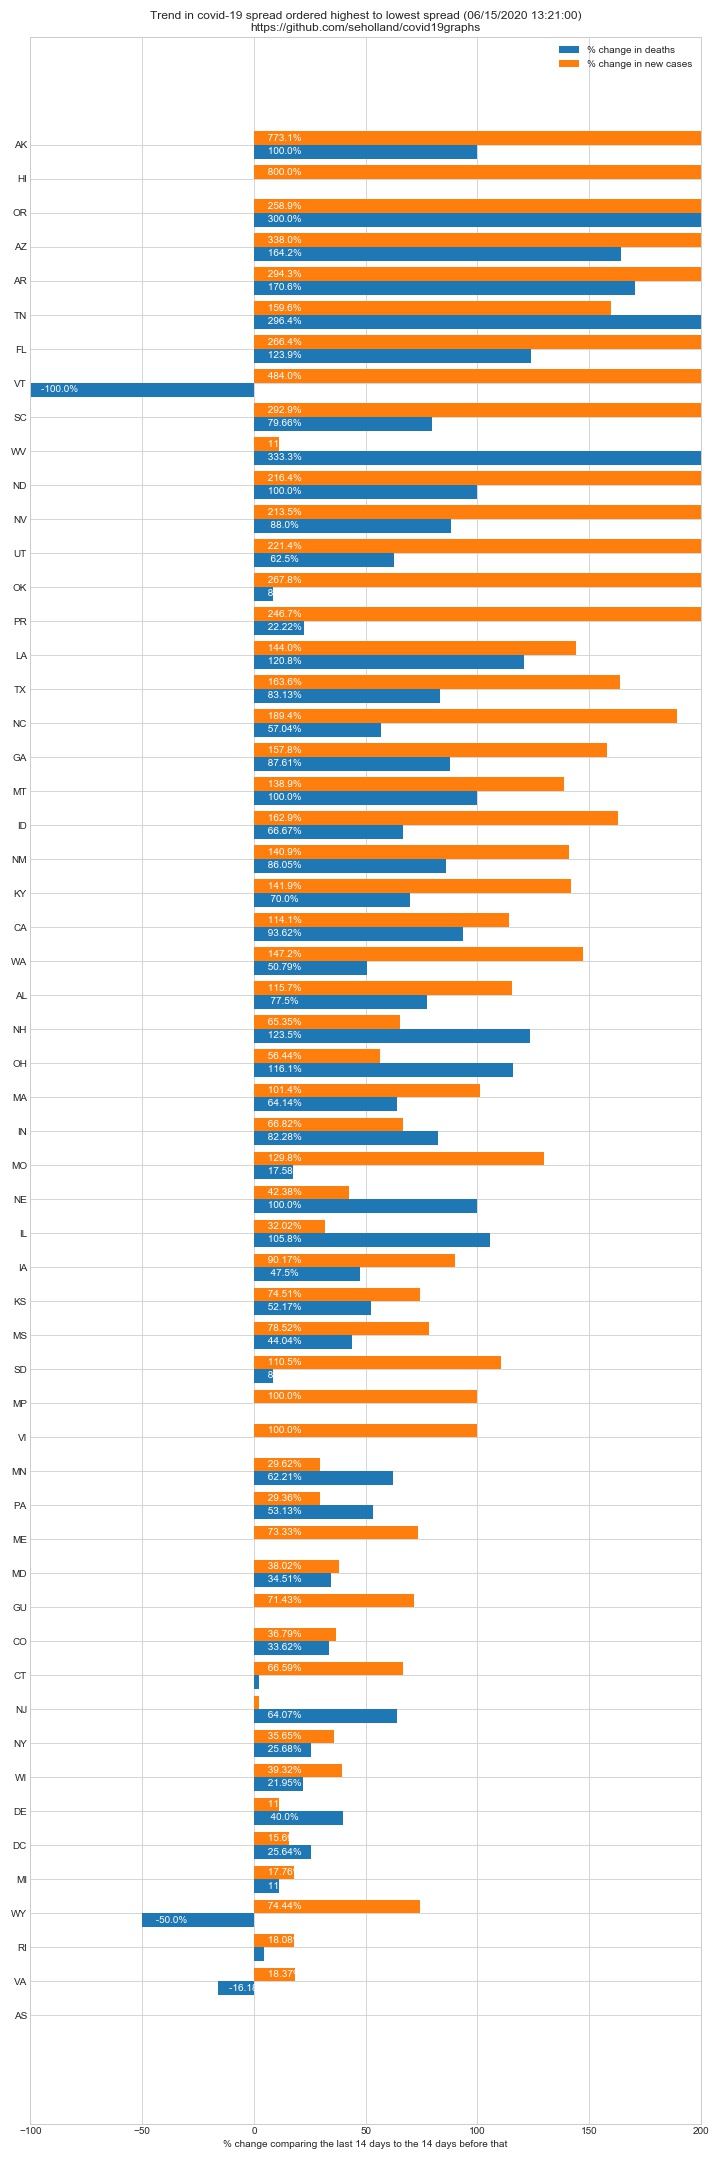 Trend in covid-19 spread ordered highest to lowest spread (06/15/2020 13:21:00)
https://github.com/seholland/covid19graphs
% change in deaths
% change in new cases
AK 773.1%
100.0%
HI 800.0%
OR 258.9%
300.0%
AZ 338.0%
164.2%
AR 294.3%
170.6%
TN 159.6%
296.4%
FL 266.4%
123.9%
VT 484.0%
-100.0%
SC 292.9%
79.66%
WV 11
333.3%
ND 216.4%
100.0%
NV 213.5%
88.0%
UT 221.4%
62.5%
OK 267.8%
8
PR 246.7%
22.22%
LA 144.0%
120.8%
TX 163.6%
83.13%
NC 189.4%
57.04%
GA 157.8%
87.61%
MT 138.9%
100.0%
ID 162.9%
66.67%
NM 140.9%
86.05%
KY 141.9%
70.0%
CA 114.1%
93.62%
WA 147.2%
50.79%
AL 115.7%
77.5%
NH 65.35%
123.5%
OH 56.44%
116.1%
MA 101.4%
64.14%
IN 66.82%
82.28%
MO 129.8%
17.58
NE 42.38%
100.0%
IL 32.02%
105.8%
IA 90.17%
47.5%
KS 74.51%
52.17%
MS 78.52%
44.04%
SD 110.5%
8
MP 100.0%
VI 100.0%
MN 29.62%
62.21%
PA 29.36%
53.13%
ME 73.33%
MD 38.02%
34.51%
GU 71.43%
CO 36.79%
33.62%
CT 66.59%
NJ
64.07%
NY 35.65%
25.68%
WI 39.32%
21.95%
DE 11
40.0%
DC 15.6
25.64%
MI 17.76
11
WY 74.44%
-50.0%
RI 18.08
VA 18.37
-16.1
AS
−100 −50 0 50 100 150 200
% change comparing the last 14 days to the 14 days before that